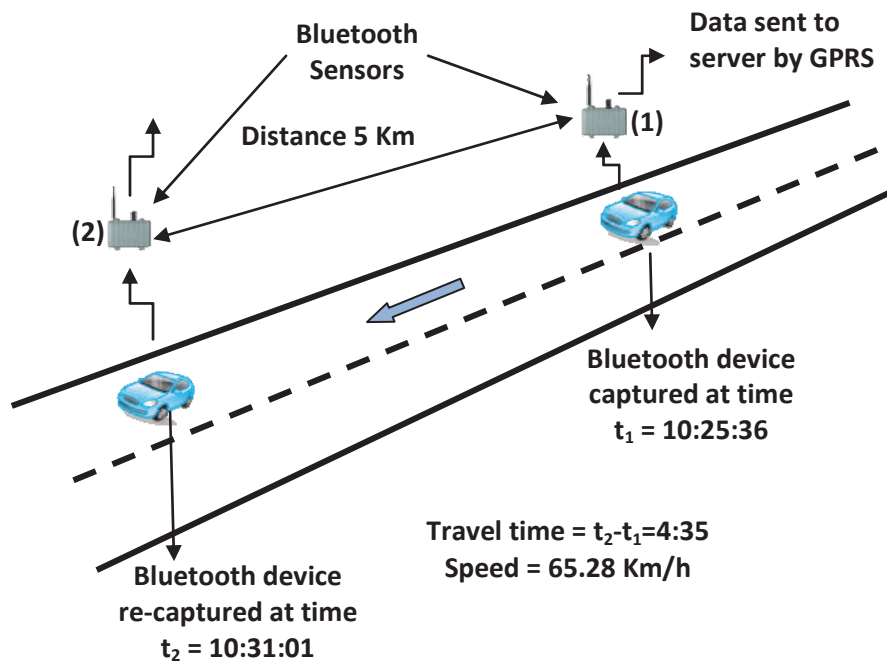 Bluetooth
Sensors
Data sent to
server by GPRS
(1)
Distance 5 Km
(2)
Bluetooth device
captured at time
t₁ = 10:25:36
Travel time = t₂-t₁=4:35
Speed = 65.28 Km/h
Bluetooth device
re-captured at time
t₂ = 10:31:01